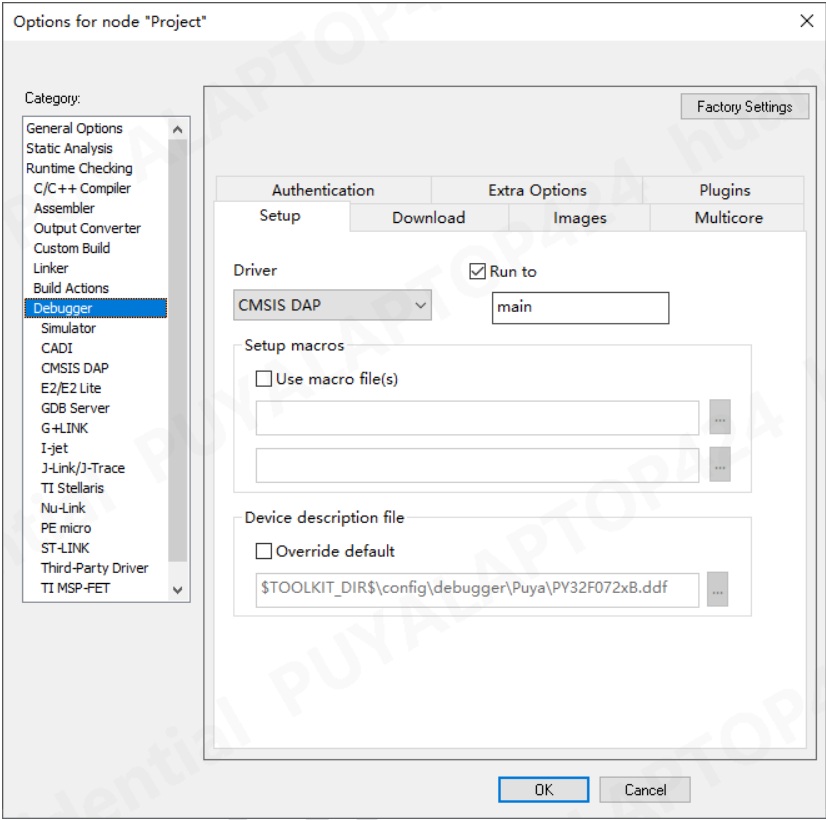 Options for node "Project"
Category:
General Options
Static Analysis
Runtime Checking
C/C++ Compiler
Assembler
Output Converter
Custom Build
Linker
Build Actions
Debugger
Simulator
CADI
CMSIS DAP
E2/E2 Lite
GDB Server
G+LINK
I-jet
J-Link/J-Trace
TI Stellaris
Nu-Link
PE micro
ST-LINK
Third-Party Driver
TI MSP-FET
Factory Settings
Authentication Extra Options Plugins
Setup Download Images Multicore
Driver
Run to
CMSIS DAP
main
Setup macros
Use macro file(s)
...
...
Device description file
Override default
$TOOLKIT_DIR$\config\debugger\Puya\PY32F072xB.ddf
...
OK Cancel
PUYALAPTOP424